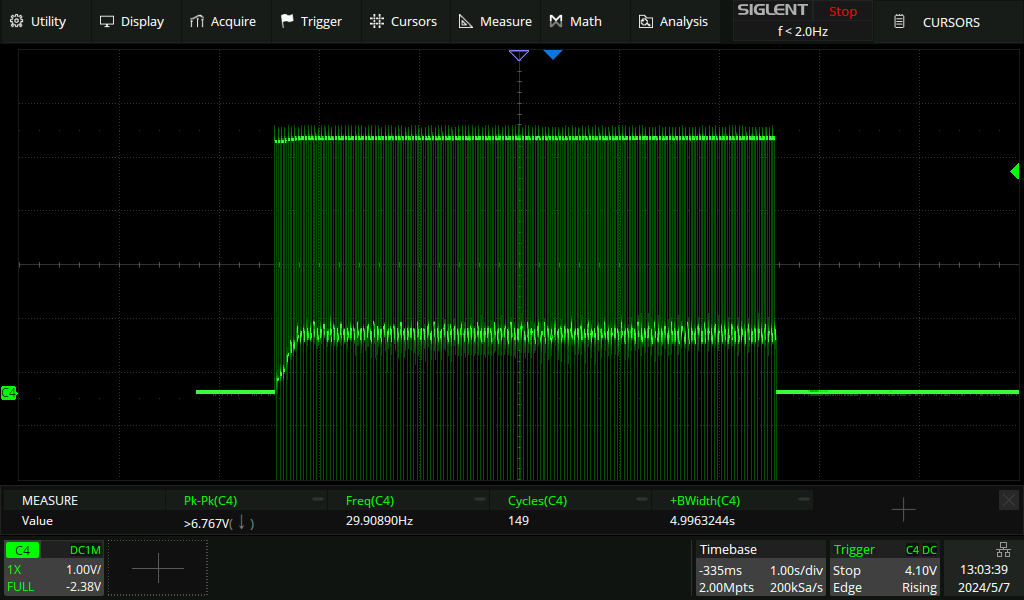 Utility Display Acquire Trigger Cursors Measure Math Analysis SIGLENT Stop CURSORS
f < 2.0Hz
C4
MEASURE Pk-Pk(C4) Freq(C4) Cycles(C4) +BWidth(C4)
Value >6.767V(↓) 29.90890Hz 149 4.9963244s
C4 DC1M Timebase Trigger C4 DC
1X 1.00V/ -335ms 1.00s/div Stop 4.10V 13:03:39
FULL -2.38V 2.00Mpts 200kSa/s Edge Rising 2024/5/7